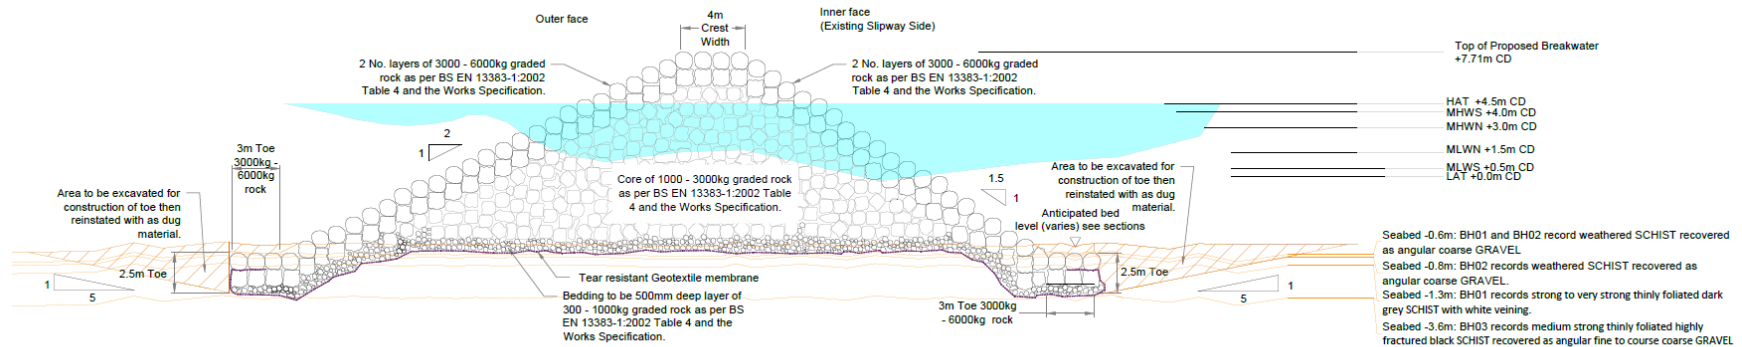 Outer face
4m
Crest
Width
Inner face
(Existing Slipway Side)
2 No. layers of 3000 - 6000kg graded
rock as per BS EN 13383-1:2002
Table 4 and the Works Specification.
2 No. layers of 3000 - 6000kg graded
rock as per BS EN 13383-1:2002
Table 4 and the Works Specification.
Top of Proposed Breakwater
+7.71m CD
HAT +4.5m CD
MHWS +4.0m CD
MHWN +3.0m CD
MLWN +1.5m CD
MLWS +0.5m CD
LAT +0.0m CD
2
1
3m Toe
3000kg -
6000kg
rock
Area to be excavated for
construction of toe then
reinstated with as dug
material.
Core of 1000 - 3000kg graded rock
as per BS EN 13383-1:2002 Table
4 and the Works Specification.
1.5
1
Area to be excavated for
construction of toe then
reinstated with as dug
material.
Anticipated bed
level (varies) see sections
2.5m Toe
1
5
Tear resistant Geotextile membrane
Bedding to be 500mm deep layer of
300 - 1000kg graded rock as per BS
EN 13383-1:2002 Table 4 and the
Works Specification.
2.5m Toe
3m Toe 3000kg
- 6000kg rock
1
5
Seabed -0.6m: BH01 and BH02 record weathered SCHIST recovered
as angular coarse GRAVEL
Seabed -0.8m: BH02 records weathered SCHIST recovered as
angular coarse GRAVEL.
Seabed -1.3m: BH01 records strong to very strong thinly foliated dark
grey SCHIST with white veining.
Seabed -3.6m: BH03 records medium strong thinly foliated highly
fractured black SCHIST recovered as angular fine to course coarse GRAVEL